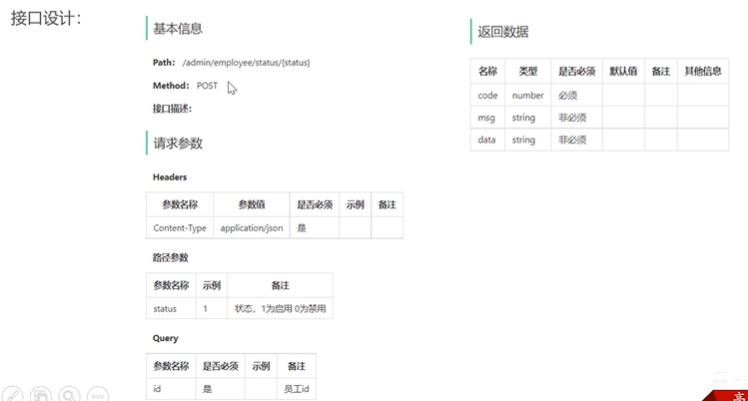 接口设计：
基本信息
Path： /admin/employee/status/{status}
Method： POST
接口描述：
请求参数
Headers
参数名称 参数值 是否必须 示例 备注
Content-Type application/json 是
路径参数
参数名称 示例 备注
status 1 状态，1为启用 0为禁用
Query
参数名称 是否必须 示例 备注
id 是 员工id
返回数据
名称 类型 是否必须 默认值 备注 其他信息
code number 必须
msg string 非必须
data string 非必须
高